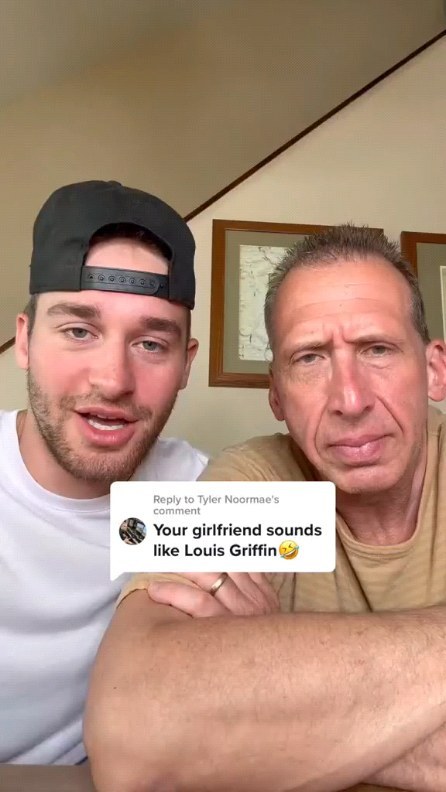 Reply to Tyler Noormae's
comment
Your girlfriend sounds
like Louis Griffin🤣